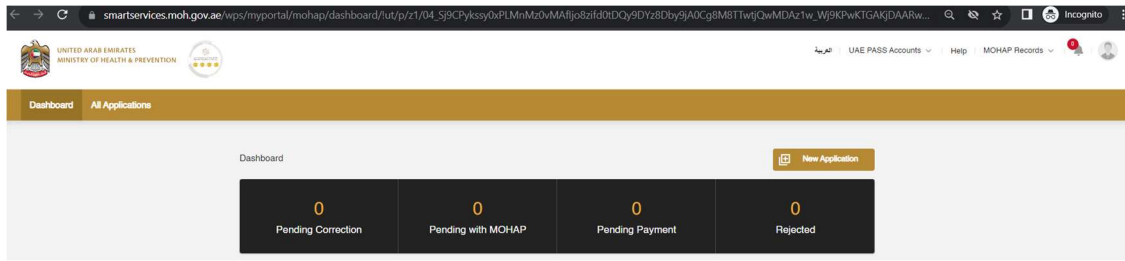 smartservices.moh.gov.ae/wps/myportal/mohap/dashboard/!ut/p/z1/04_Sj9CPykssy0xPLMnMz0vMAfIjo8zifd0tDQy9DYz8Dby9jA0Cg8M8TTwtjQwMDAz1w_Wj9KPwKTGAKjDAARw...
Incognito
UNITED ARAB EMIRATES
MINISTRY OF HEALTH & PREVENTION
العربية
UAE PASS Accounts
Help
MOHAP Records
0
Dashboard
All Applications
Dashboard
New Application
0
0
0
0
Pending Correction
Pending with MOHAP
Pending Payment
Rejected